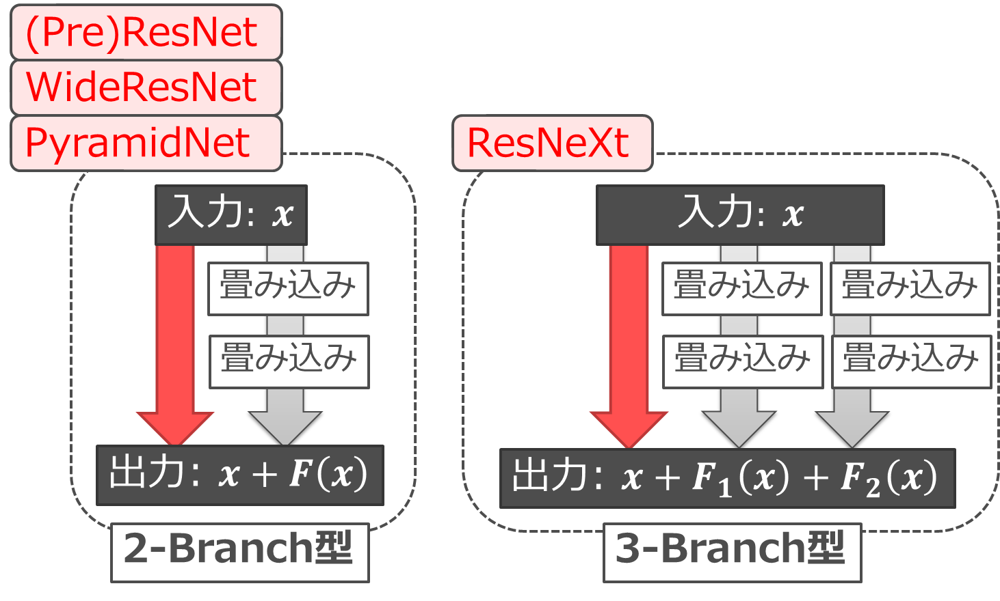 (Pre)ResNet
WideResNet
PyramidNet
入力: x
畳み込み
畳み込み
出力: x + F(x)
2-Branch型
ResNeXt
入力: x
畳み込み 畳み込み
畳み込み 畳み込み
出力: x + F₁(x) + F₂(x)
3-Branch型